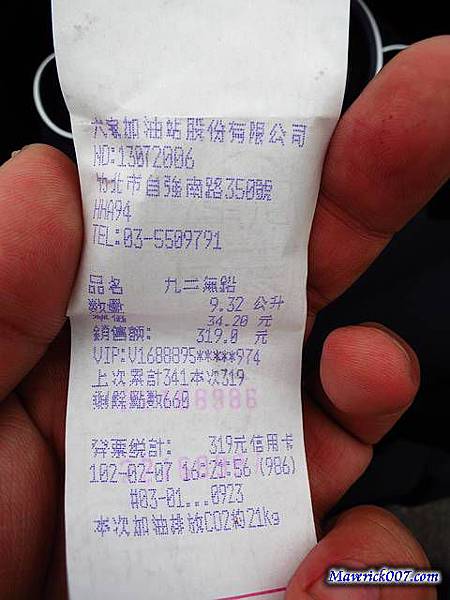 六家加油站股份有限公司
NO:130T2006
竹北市自強南路350號
HHA94
TEL:03-5509791
品名 九二無鉛
數量 9.32 公升
單價 34.20 元
銷售額: 319.0 元
VIP:V1688895*****974
上次累計341本次319
剩餘點數660
發票總計: 319元信用卡
102-02-07 16:21:56 (986)
#03-01...0923
本次加油排放CO2約21Kg
Maverick007.com